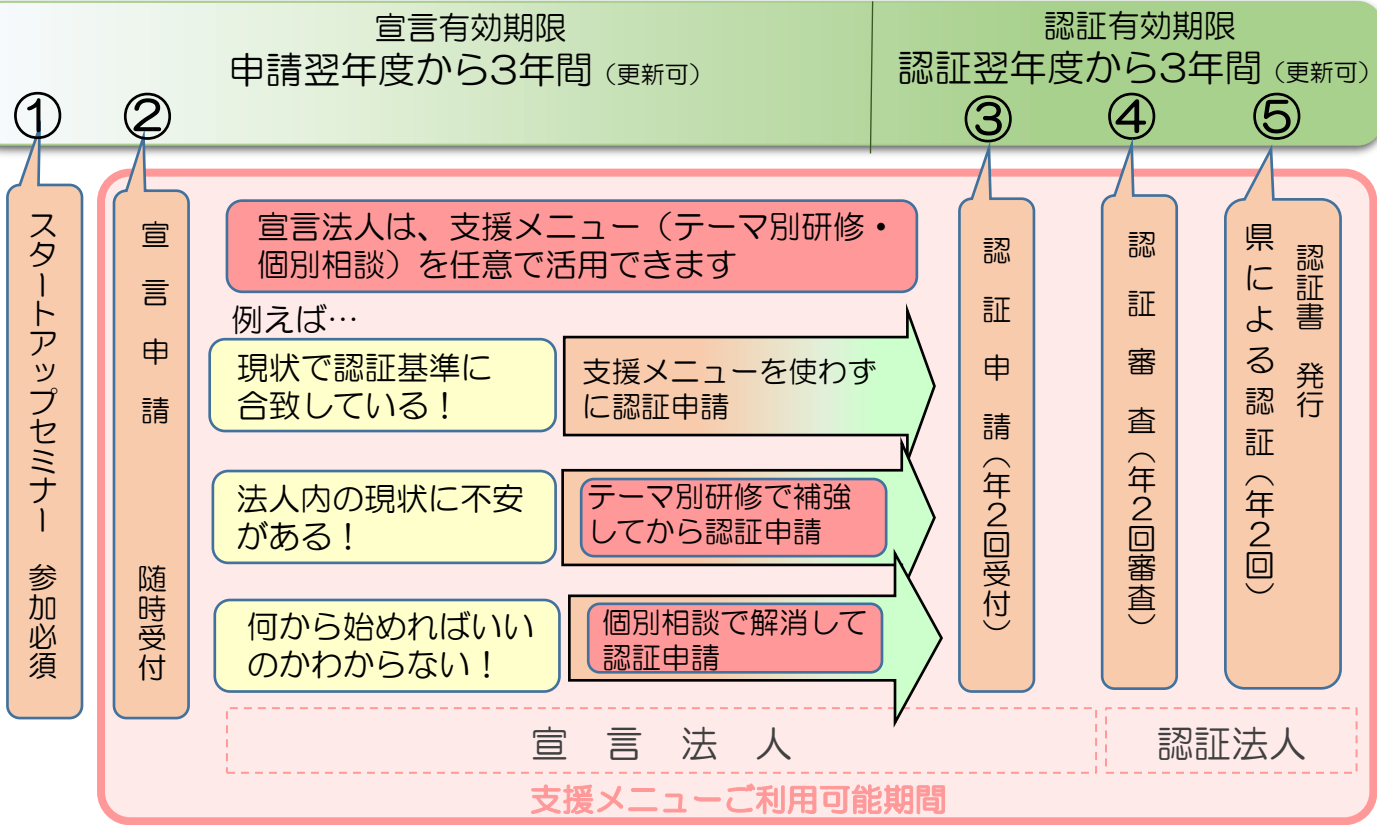 宣言有効期限
申請翌年度から3年間（更新可）
認証有効期限
認証翌年度から3年間（更新可）
①
②
③
④
⑤
スタートアップセミナー　参加必須
宣言申請　随時受付
宣言法人は、支援メニュー（テーマ別研修・
個別相談）を任意で活用できます
例えば…
現状で認証基準に
合致している！
支援メニューを使わず
に認証申請
法人内の現状に不安
がある！
テーマ別研修で補強
してから認証申請
何から始めればいい
のかわからない！
個別相談で解消して
認証申請
認証申請（年２回受付）
認証審査（年２回審査）
認証書　発行
県による認証（年２回）
宣言法人
認証法人
支援メニューご利用可能期間